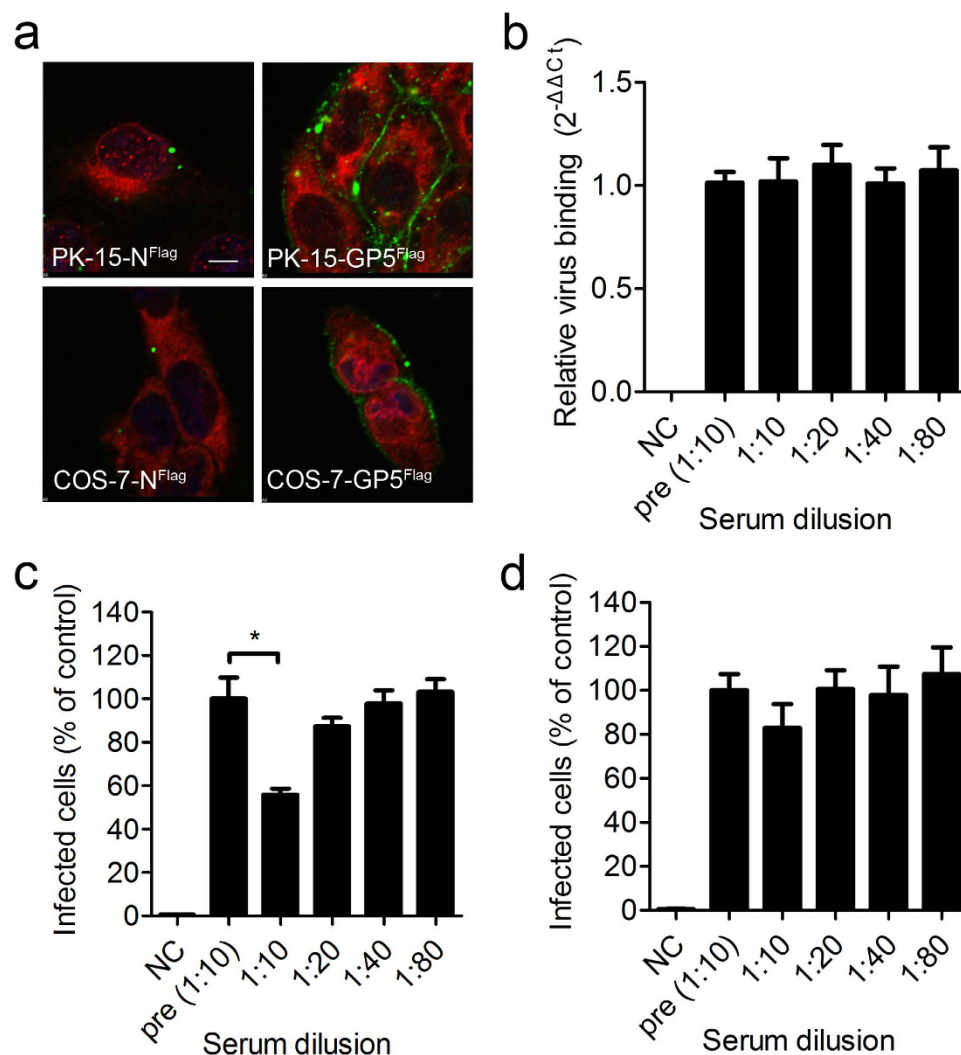 a
PK-15-N^Flag
PK-15-GP5^Flag
COS-7-N^Flag
COS-7-GP5^Flag
b
Relative virus binding (2^-ΔΔCt)
1.5
1.0
0.5
0.0
NC
pre (1:10)
1:10
1:20
1:40
1:80
Serum dilusion
c
Infected cells (% of control)
140
120
100
80
60
40
20
0
*
NC
pre (1:10)
1:10
1:20
1:40
1:80
Serum dilusion
d
Infected cells (% of control)
140
120
100
80
60
40
20
0
NC
pre (1:10)
1:10
1:20
1:40
1:80
Serum dilusion